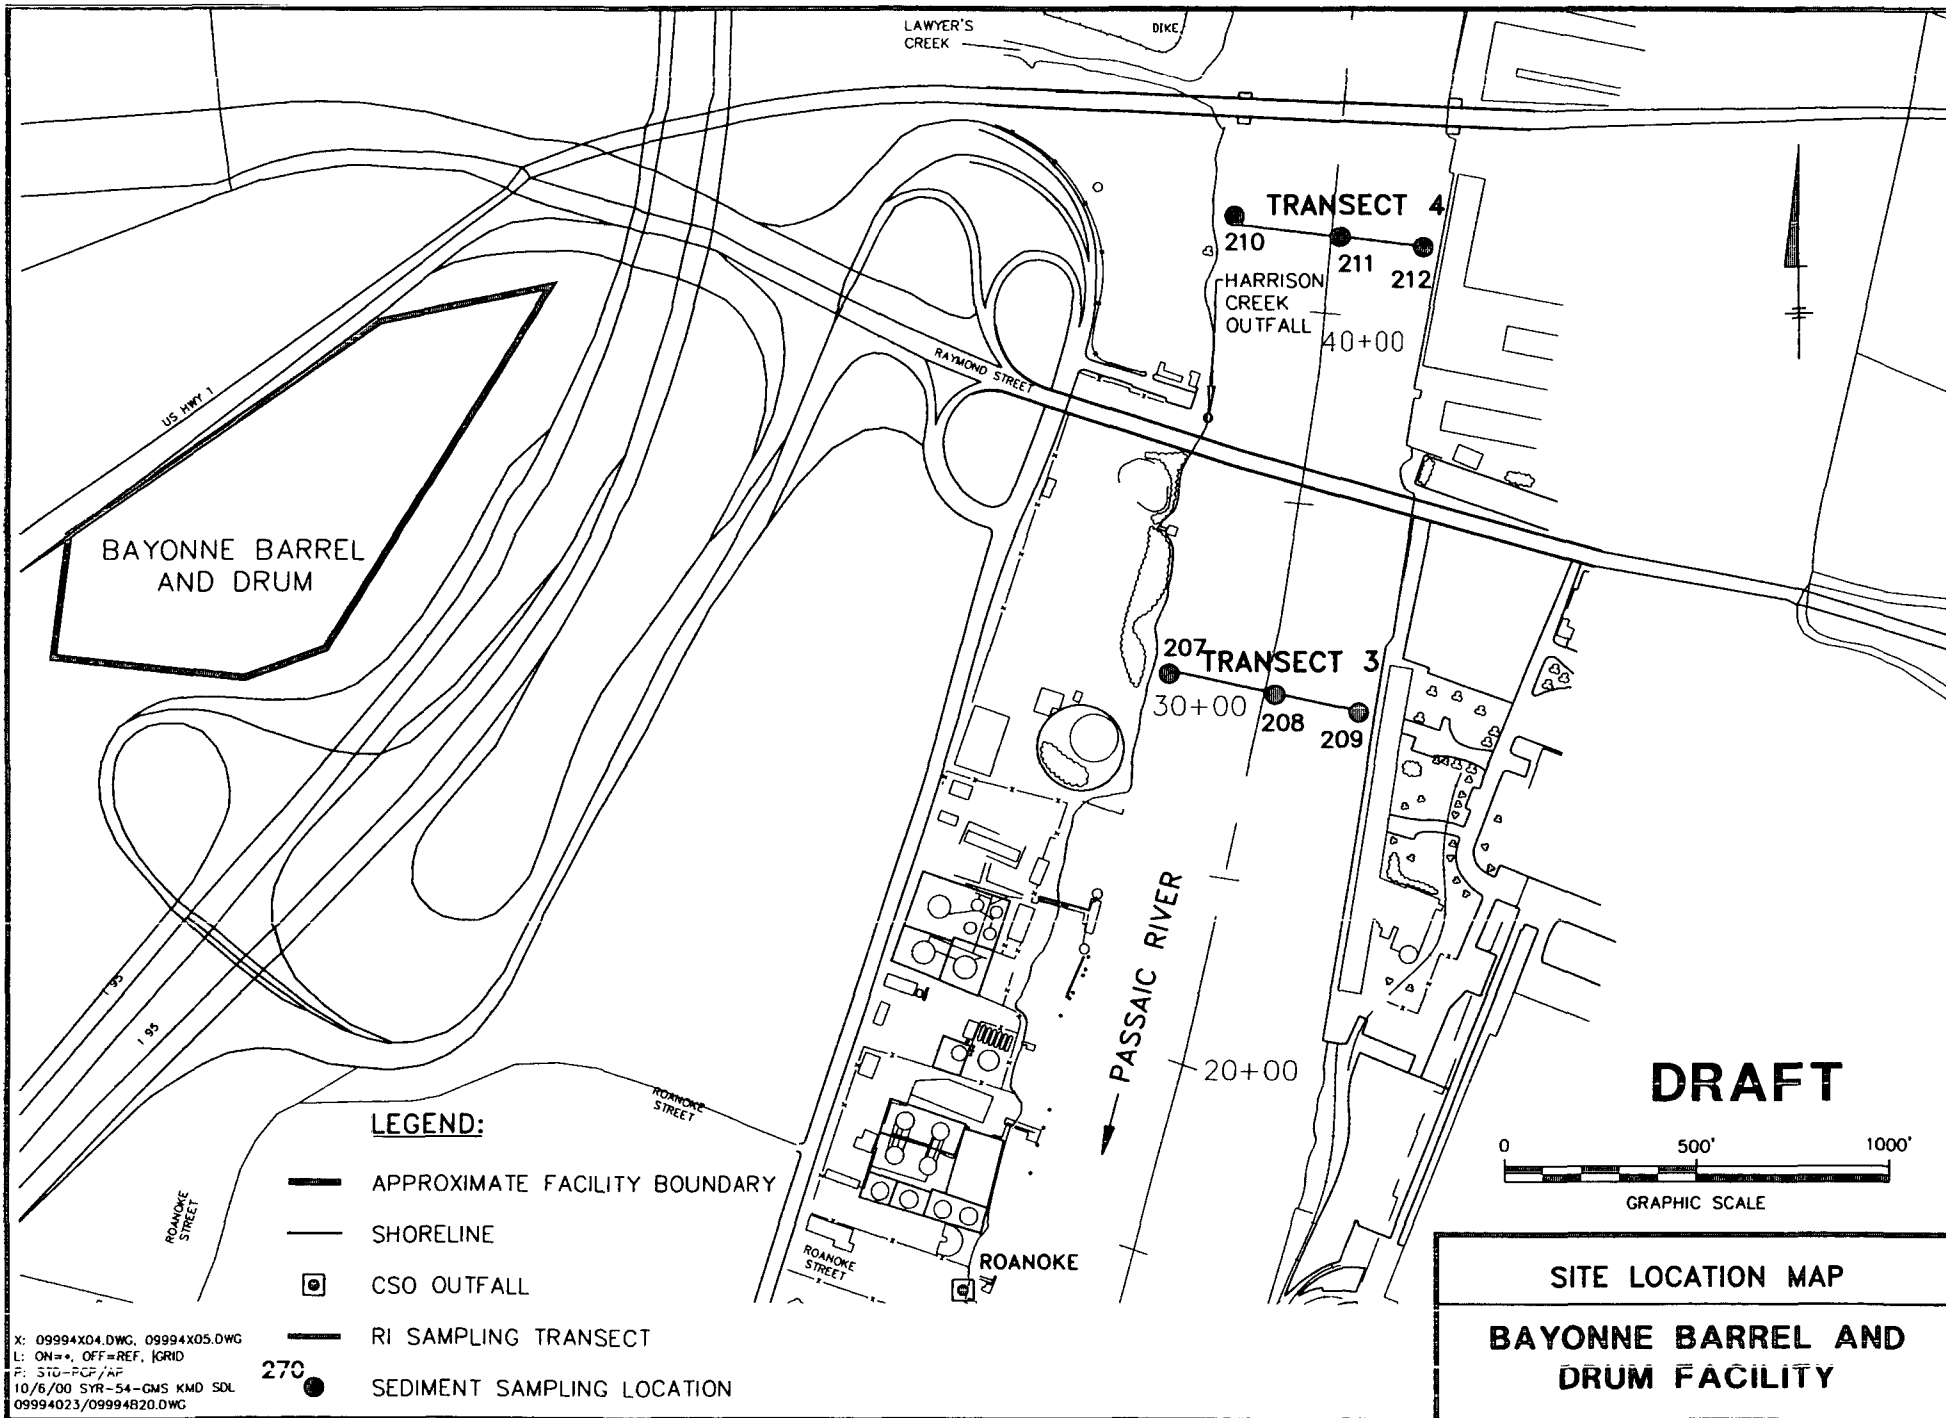 LAWYER'S
CREEK
DIKE
TRANSECT 4
210
211
212
HARRISON
CREEK
OUTFALL
40+00
RAYMOND STREET
US HWY 1
BAYONNE BARREL
AND DRUM
207
TRANSECT 3
30+00
208
209
PASSAIC RIVER
I 95
I 95
20+00
ROANOKE
STREET
ROANOKE
STREET
ROANOKE
STREET
ROANOKE
LEGEND:
APPROXIMATE FACILITY BOUNDARY
SHORELINE
CSO OUTFALL
RI SAMPLING TRANSECT
270
SEDIMENT SAMPLING LOCATION
X: 09994X04.DWG, 09994X05.DWG
L: ON=*, OFF=REF, |GRID
P: STD-PCP/AP
10/6/00 SYR-54-GMS KMD SDL
09994023/09994B20.DWG
DRAFT
0 500' 1000'
GRAPHIC SCALE
SITE LOCATION MAP
BAYONNE BARREL AND
DRUM FACILITY